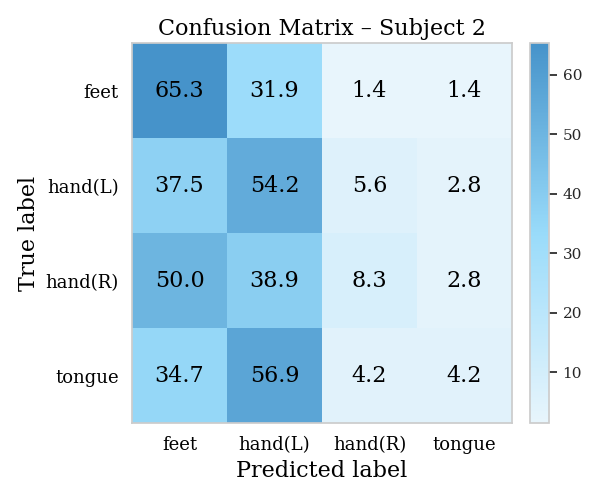 Confusion Matrix – Subject 2
True label
feet 65.3 31.9 1.4 1.4
hand(L) 37.5 54.2 5.6 2.8
hand(R) 50.0 38.9 8.3 2.8
tongue 34.7 56.9 4.2 4.2
feet hand(L) hand(R) tongue
Predicted label
60
50
40
30
20
10